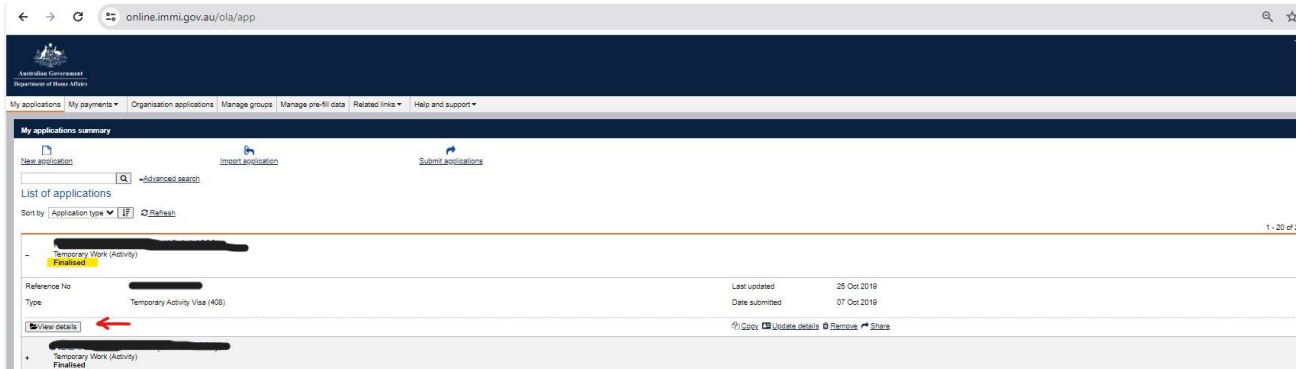 online.immi.gov.au/ola/app
Australian Government
Department of Home Affairs
My applications My payments Organisation applications Manage groups Manage pre-fill data Related links Help and support
My applications summary
New application Import application Submit applications
Advanced search
List of applications
Sort by Application type Refresh
1 - 20 of
Temporary Work (Activity)
Finalised
Reference No Last updated 25 Oct 2019
Type Temporary Activity Visa (408) Date submitted 07 Oct 2019
View details Copy Update details Remove Share
Temporary Work (Activity)
Finalised